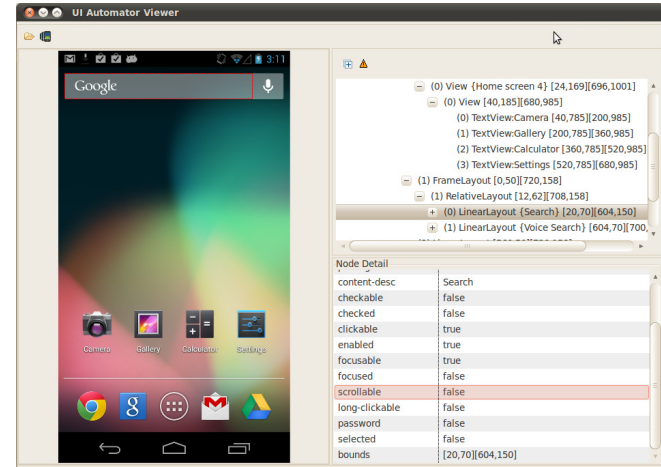 UI Automator Viewer
3:11
Google
Camera
Gallery
Calculator
Settings
8
(0) View {Home screen 4} [24,169][696,1001]
(0) View [40,185][680,985]
(0) TextView:Camera [40,785][200,985]
(1) TextView:Gallery [200,785][360,985]
(2) TextView:Calculator [360,785][520,985]
(3) TextView:Settings [520,785][680,985]
(1) FrameLayout [0,50][720,158]
(1) RelativeLayout [12,62][708,158]
(0) LinearLayout {Search} [20,70][604,150]
(1) LinearLayout {Voice Search} [604,70][700,
Node Detail
content-desc Search
checkable false
checked false
clickable true
enabled true
focusable true
focused false
scrollable false
long-clickable false
password false
selected false
bounds [20,70][604,150]